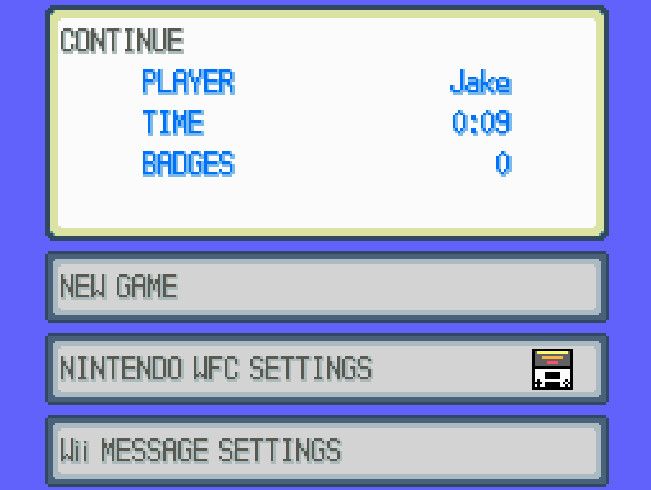 CONTINUE
PLAYER Jake
TIME 0:09
BADGES 0
NEW GAME
NINTENDO WFC SETTINGS
Wii MESSAGE SETTINGS